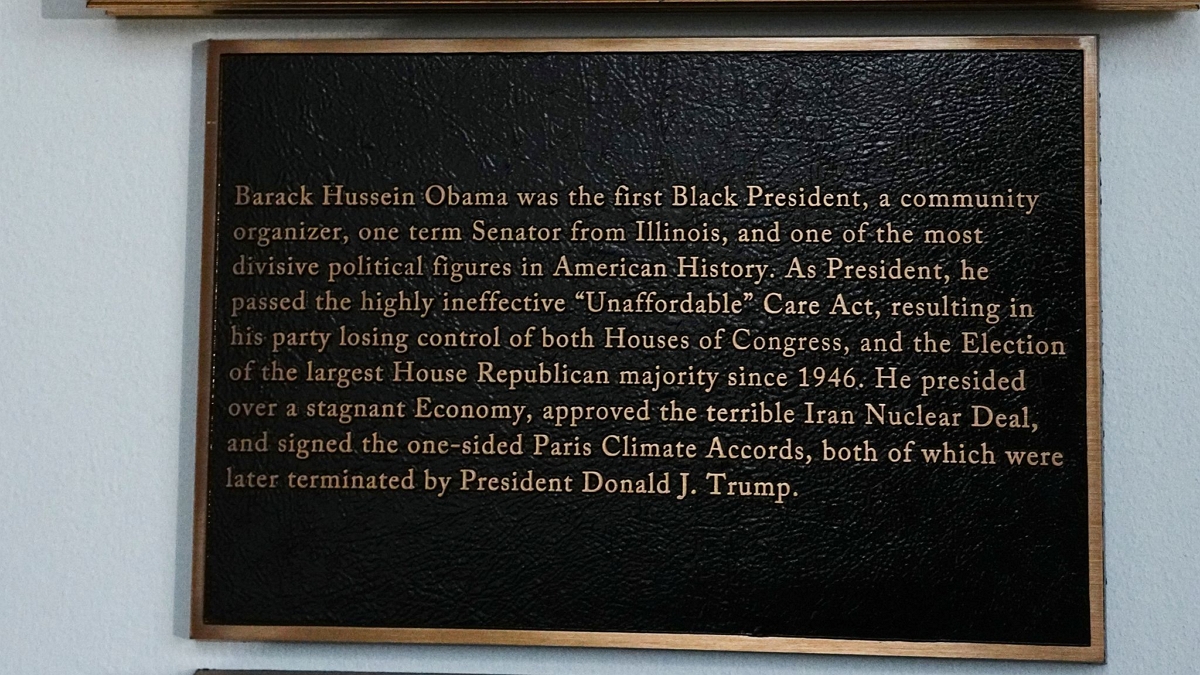 Barack Hussein Obama was the first Black President, a community
organizer, one term Senator from Illinois, and one of the most
divisive political figures in American History. As President, he
passed the highly ineffective “Unaffordable” Care Act, resulting in
his party losing control of both Houses of Congress, and the Election
of the largest House Republican majority since 1946. He presided
over a stagnant Economy, approved the terrible Iran Nuclear Deal,
and signed the one-sided Paris Climate Accords, both of which were
later terminated by President Donald J. Trump.